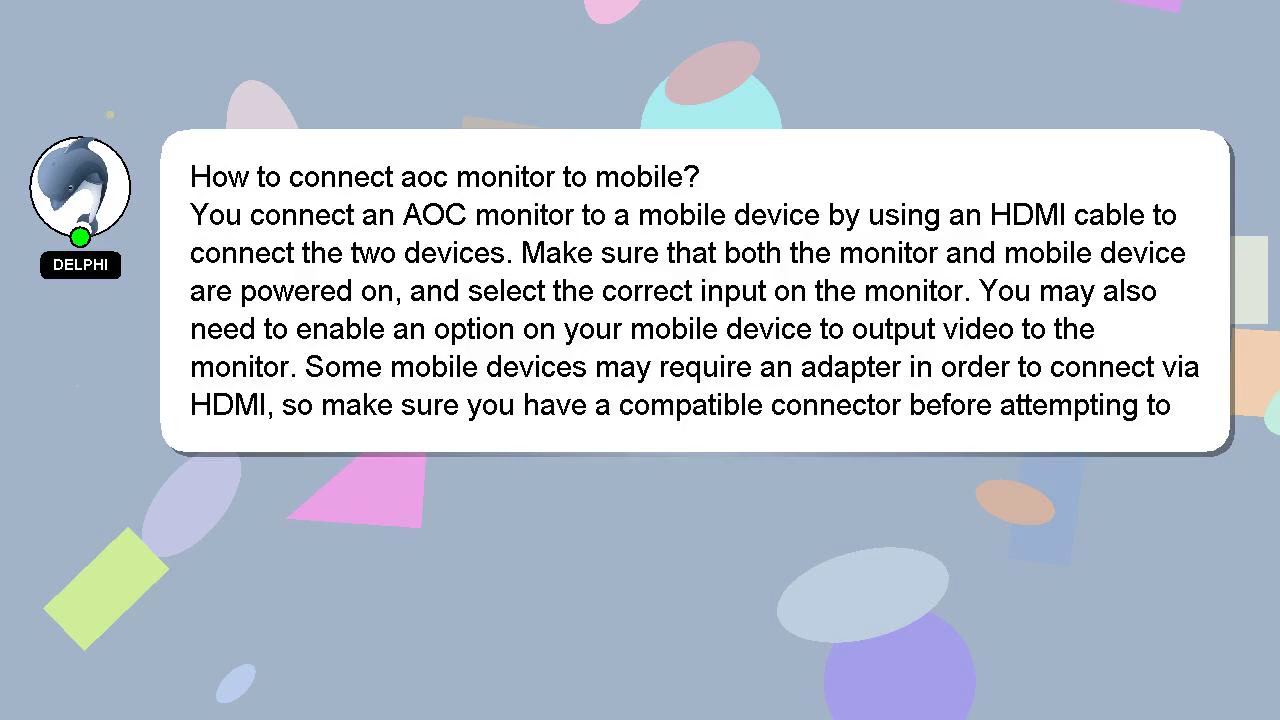 How to connect aoc monitor to mobile?
You connect an AOC monitor to a mobile device by using an HDMI cable to
connect the two devices. Make sure that both the monitor and mobile device
are powered on, and select the correct input on the monitor. You may also
need to enable an option on your mobile device to output video to the
monitor. Some mobile devices may require an adapter in order to connect via
HDMI, so make sure you have a compatible connector before attempting to
DELPHI